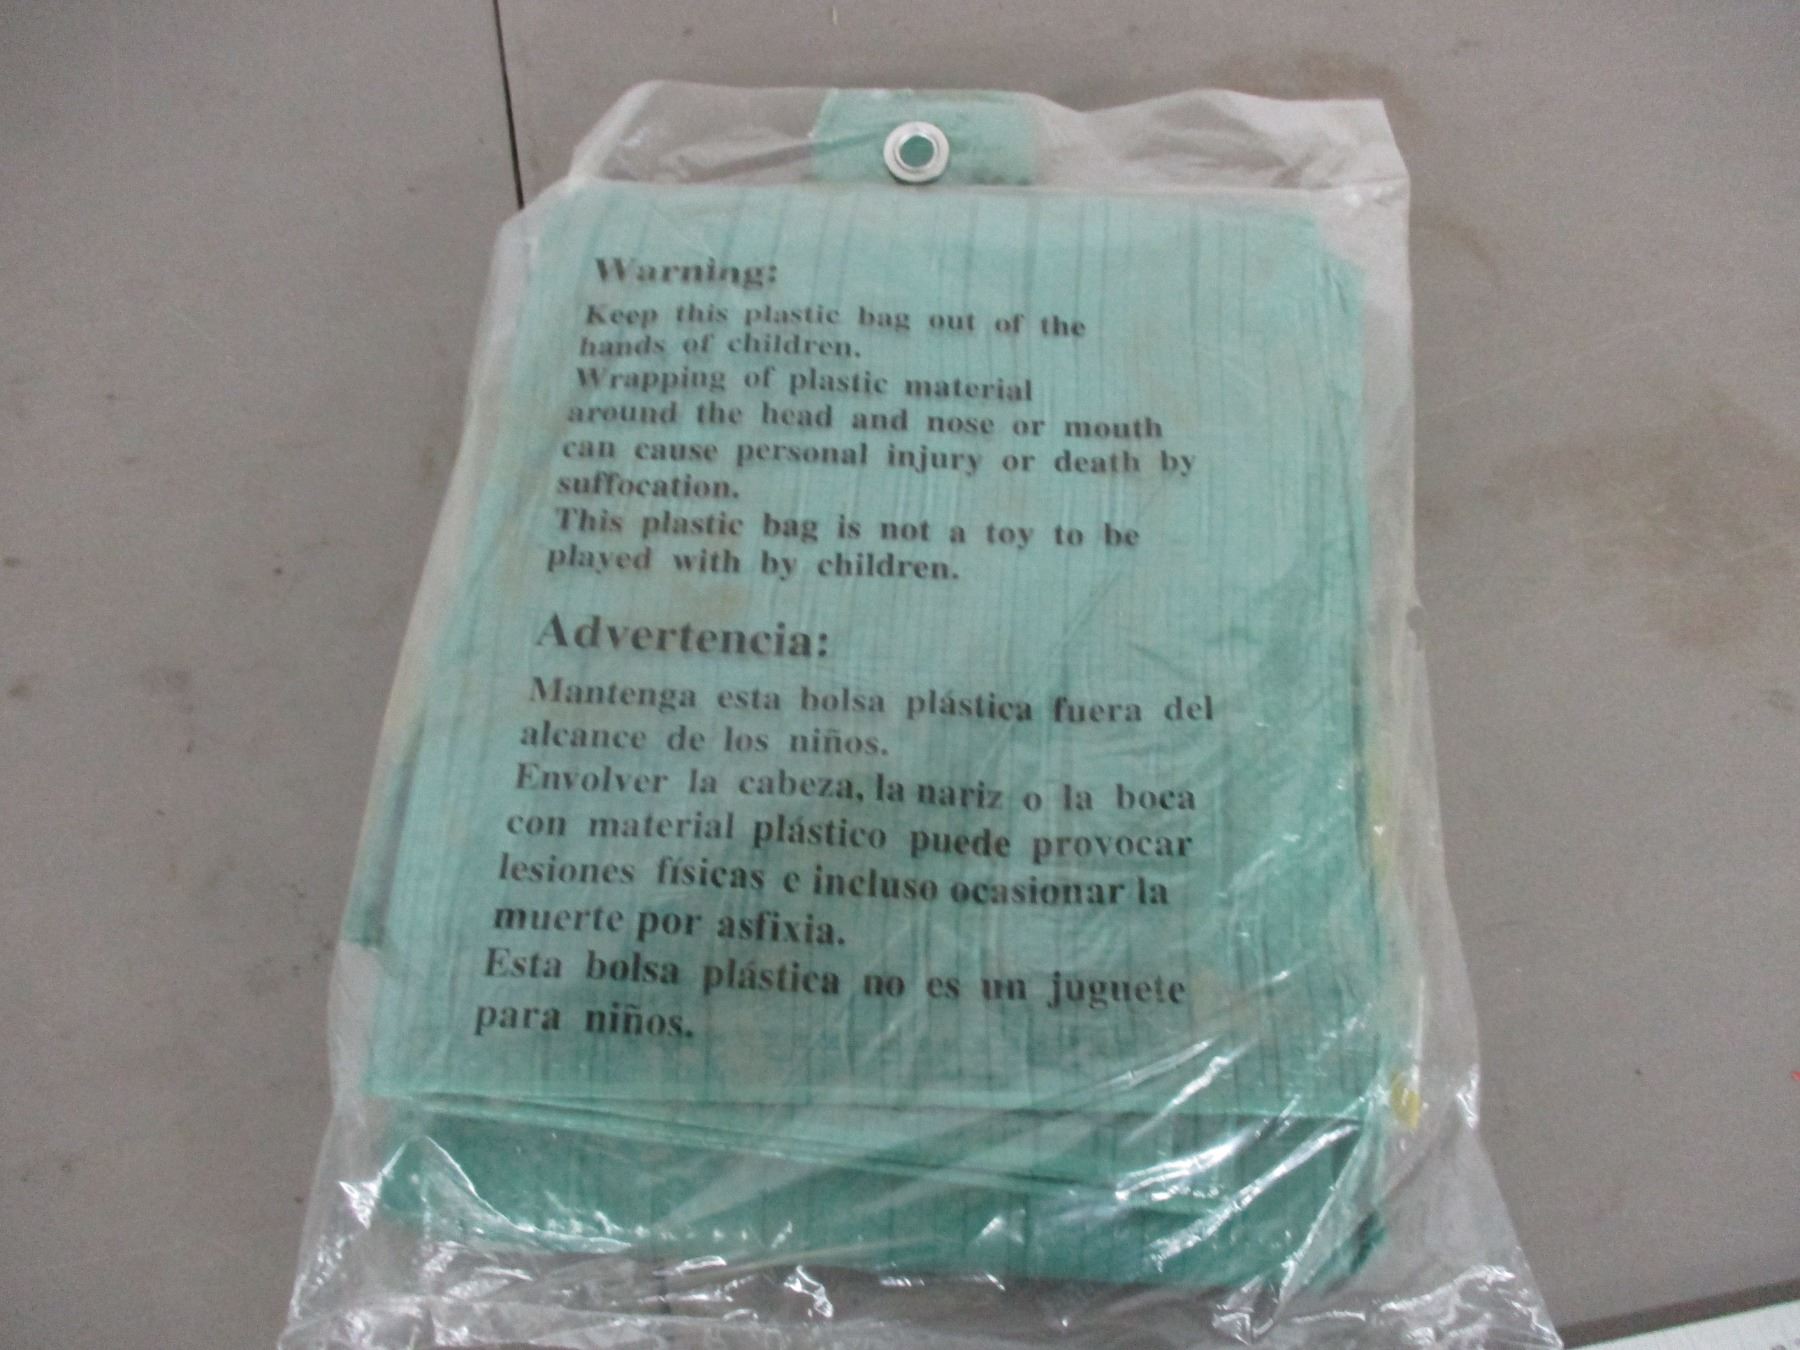 Warning:
Keep this plastic bag out of the
hands of children.
Wrapping of plastic material
around the head and nose or mouth
can cause personal injury or death by
suffocation.
This plastic bag is not a toy to be
played with by children.
Advertencia:
Mantenga esta bolsa plástica fuera del
alcance de los niños.
Envolver la cabeza, la nariz o la boca
con material plástico puede provocar
lesiones físicas e incluso ocasionar la
muerte por asfixia.
Esta bolsa plástica no es un juguete
para niños.